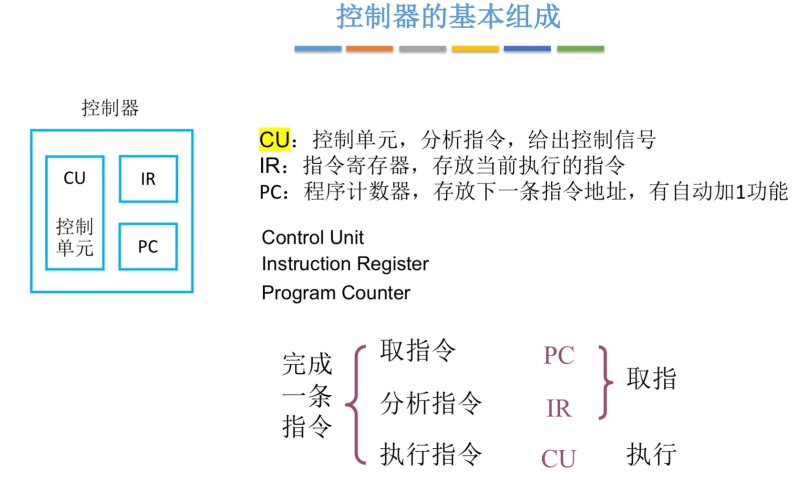 控制器的基本组成
控制器
CU
控制
单元
IR
PC
CU：控制单元，分析指令，给出控制信号
IR：指令寄存器，存放当前执行的指令
PC：程序计数器，存放下一条指令地址，有自动加1功能
Control Unit
Instruction Register
Program Counter
完成
一条
指令
取指令 PC
分析指令 IR
取指
执行指令 CU 执行